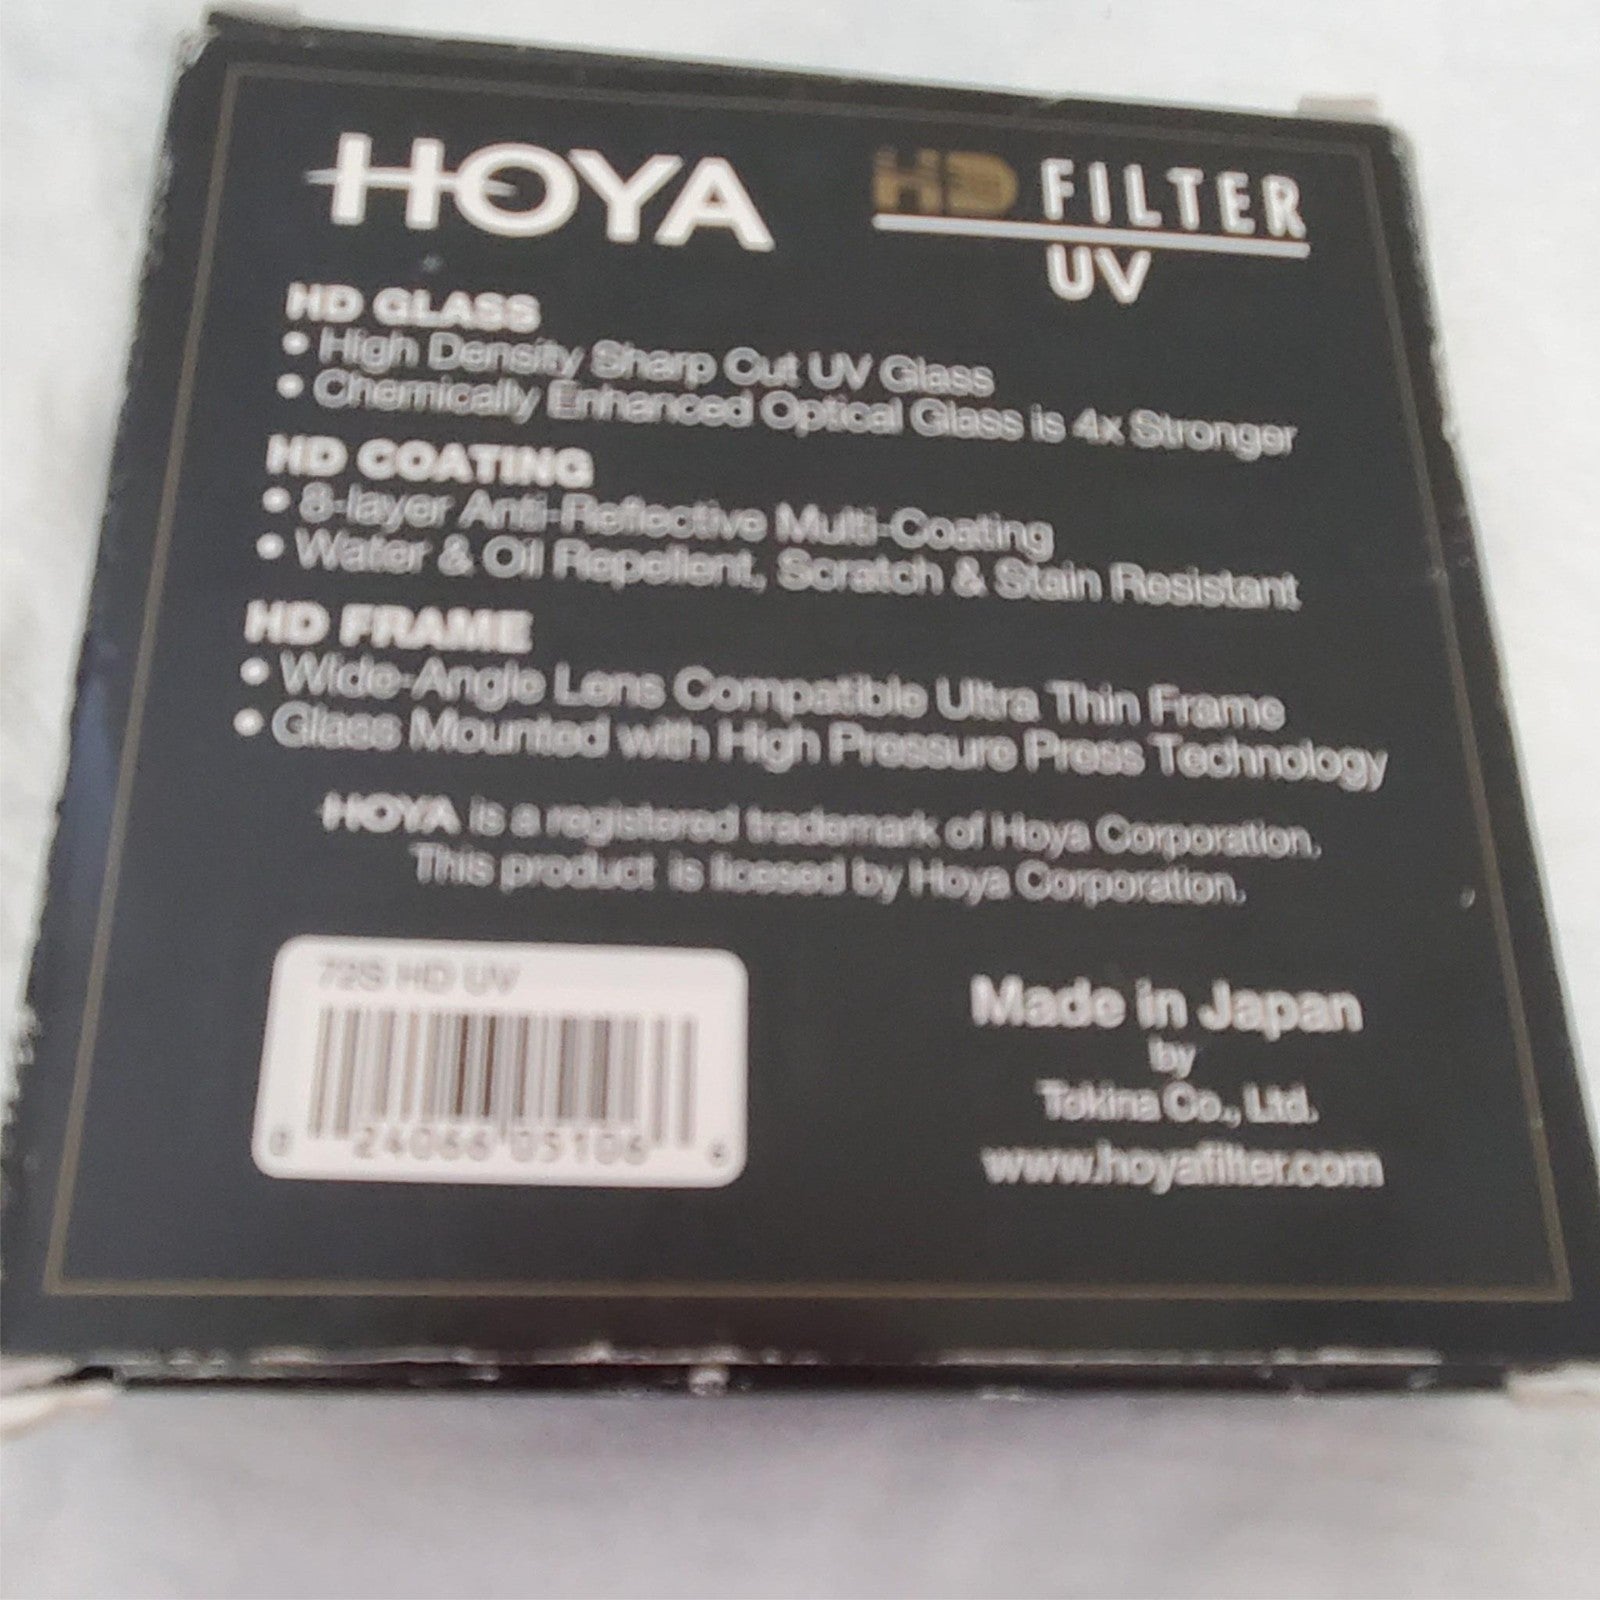 HOYA
HD FILTER
UV
HD GLASS
• High Density Sharp Cut UV Glass
• Chemically Enhanced Optical Glass is 4x Stronger
HD COATING
• 8-layer Anti-Reflective Multi-Coating
• Water & Oil Repellent, Scratch & Stain Resistant
HD FRAME
• Wide-Angle Lens Compatible Ultra Thin Frame
• Glass Mounted with High Pressure Press Technology
HOYA is a registered trademark of Hoya Corporation.
This product is licesed by Hoya Corporation.
72S HD UV
0 24066 05106 6
Made in Japan
by
Tokina Co., Ltd.
www.hoyafilter.com